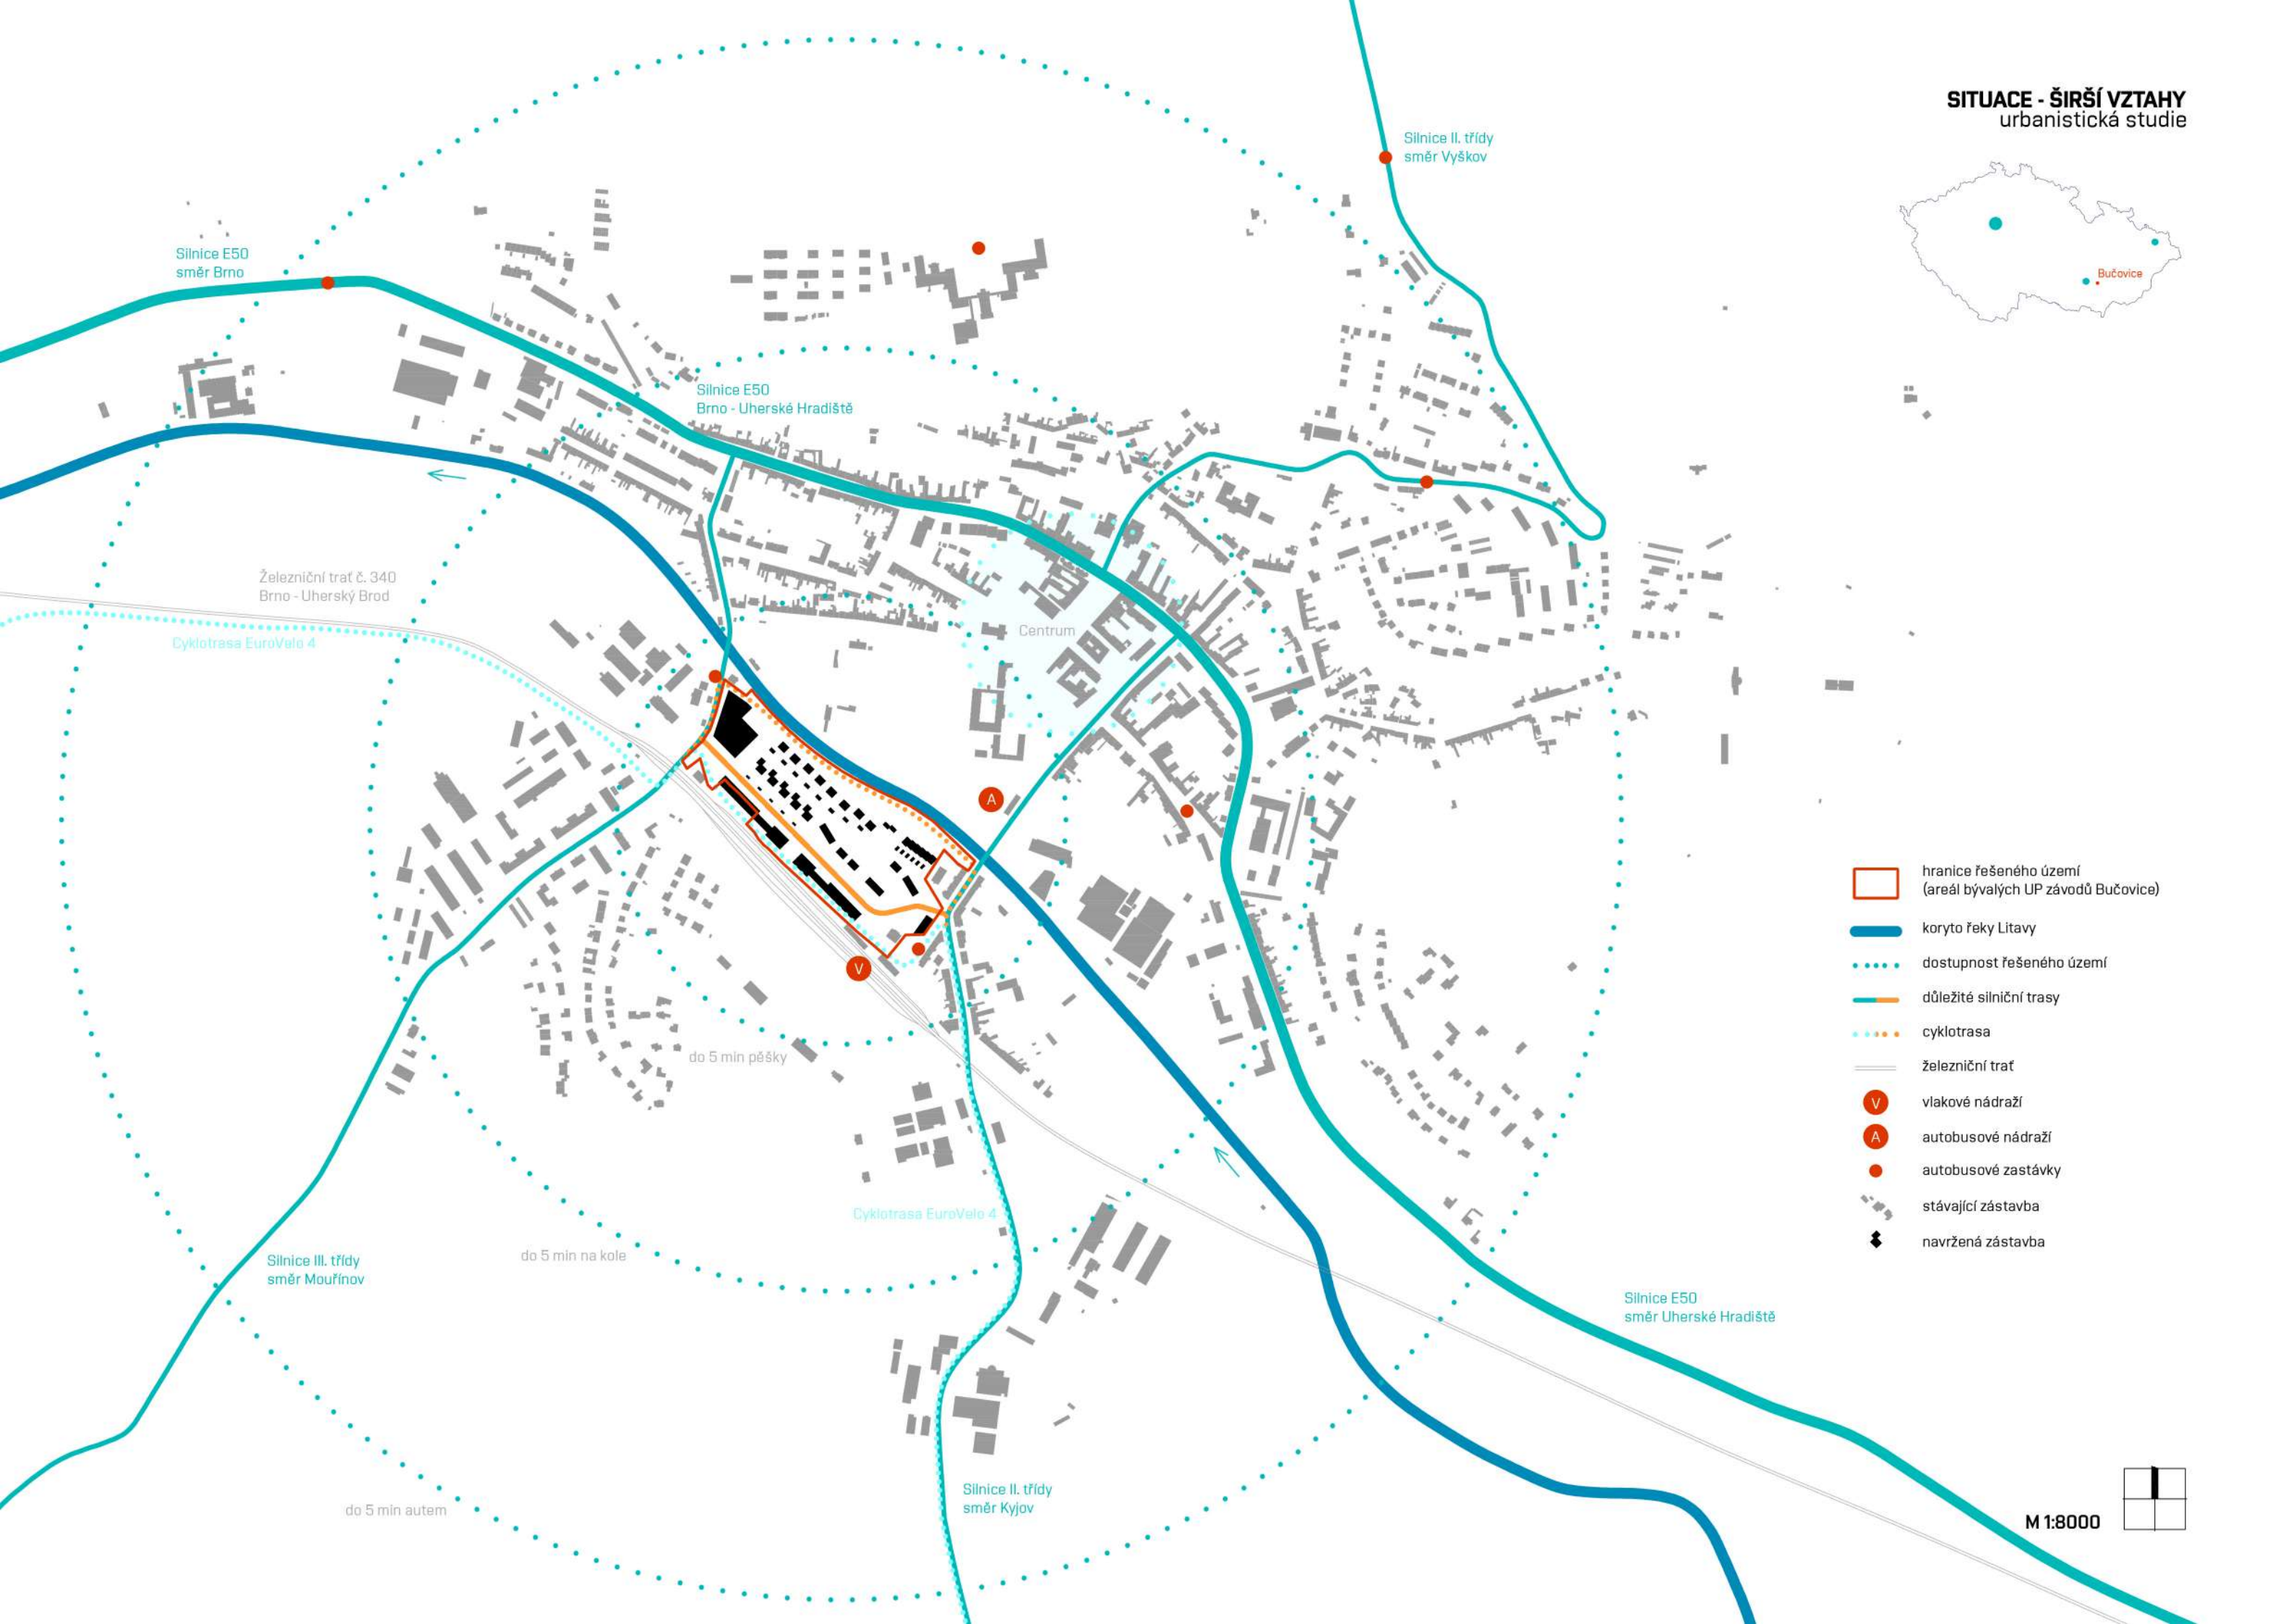 SITUACE - ŠIRŠÍ VZTAHY
urbanistická studie
Bučovice
Silnice II. třídy
směr Vyškov
Silnice E50
směr Brno
Silnice E50
Brno - Uherské Hradiště
Železniční trať č. 340
Brno - Uherský Brod
Cyklotrasa EuroVelo 4
Centrum
A
V
do 5 min pěšky
Cyklotrasa EuroVelo 4
do 5 min na kole
Silnice III. třídy
směr Mouřínov
Silnice E50
směr Uherské Hradiště
Silnice II. třídy
směr Kyjov
do 5 min autem
hranice řešeného území
(areál bývalých UP závodů Bučovice)
koryto řeky Litavy
dostupnost řešeného území
důležité silniční trasy
cyklotrasa
železniční trať
V vlakové nádraží
A autobusové nádraží
autobusové zastávky
stávající zástavba
navržená zástavba
M 1:8000